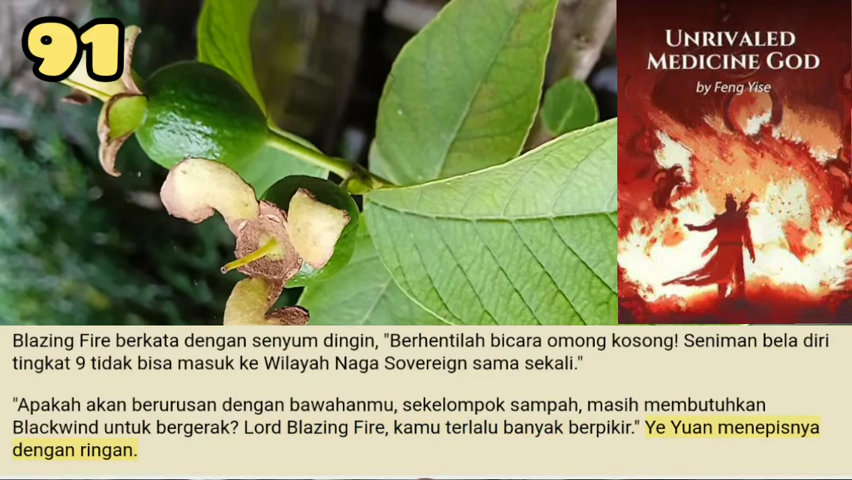 91
UNRIVALED
MEDICINE GOD
by Feng Yise
Blazing Fire berkata dengan senyum dingin, "Berhentilah bicara omong kosong! Seniman bela diri
tingkat 9 tidak bisa masuk ke Wilayah Naga Sovereign sama sekali."
"Apakah akan berurusan dengan bawahanmu, sekelompok sampah, masih membutuhkan
Blackwind untuk bergerak? Lord Blazing Fire, kamu terlalu banyak berpikir." Ye Yuan menepisnya
dengan ringan.